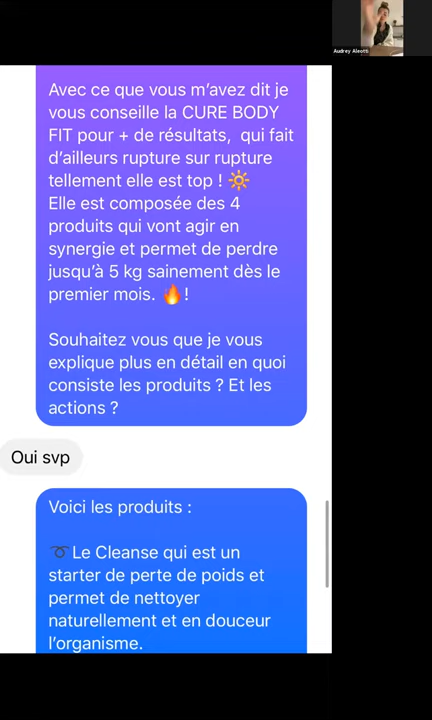 Audrey Aleotti
Avec ce que vous m’avez dit je
vous conseille la CURE BODY
FIT pour + de résultats, qui fait
d’ailleurs rupture sur rupture
tellement elle est top ! 🔆
Elle est composée des 4
produits qui vont agir en
synergie et permet de perdre
jusqu’à 5 kg sainement dès le
premier mois. 🔥 !
Souhaitez vous que je vous
explique plus en détail en quoi
consiste les produits ? Et les
actions ?
Oui svp
Voici les produits :
➰ Le Cleanse qui est un
starter de perte de poids et
permet de nettoyer
naturellement et en douceur
l’organisme.